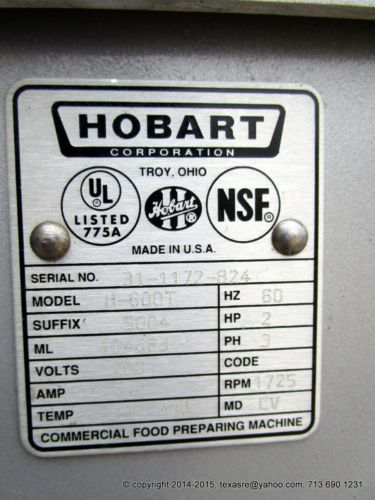 HOBART
CORPORATION
TROY, OHIO
UL
LISTED
775A
Hobart
NSF
MADE IN U.S.A.
SERIAL NO. 31-1172-824
MODEL H-600T HZ 60
SUFFIX HP 2
ML PH 3
VOLTS CODE
AMP RPM 1725
TEMP MD CV
COMMERCIAL FOOD PREPARING MACHINE
© copyright 2014-2015, texasre@yahoo.com, 713 690 1231